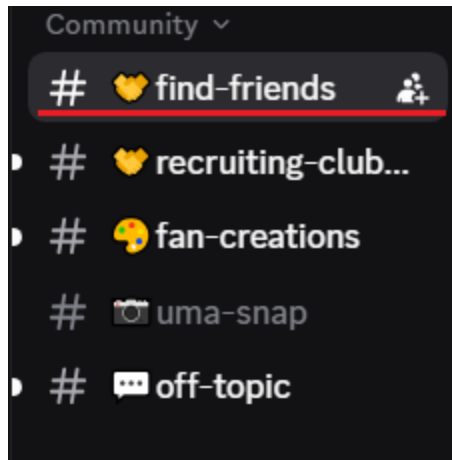 Community
# 🤝 find-friends
# 🤝 recruiting-club...
# 🎨 fan-creations
# 📷 uma-snap
# 💬 off-topic